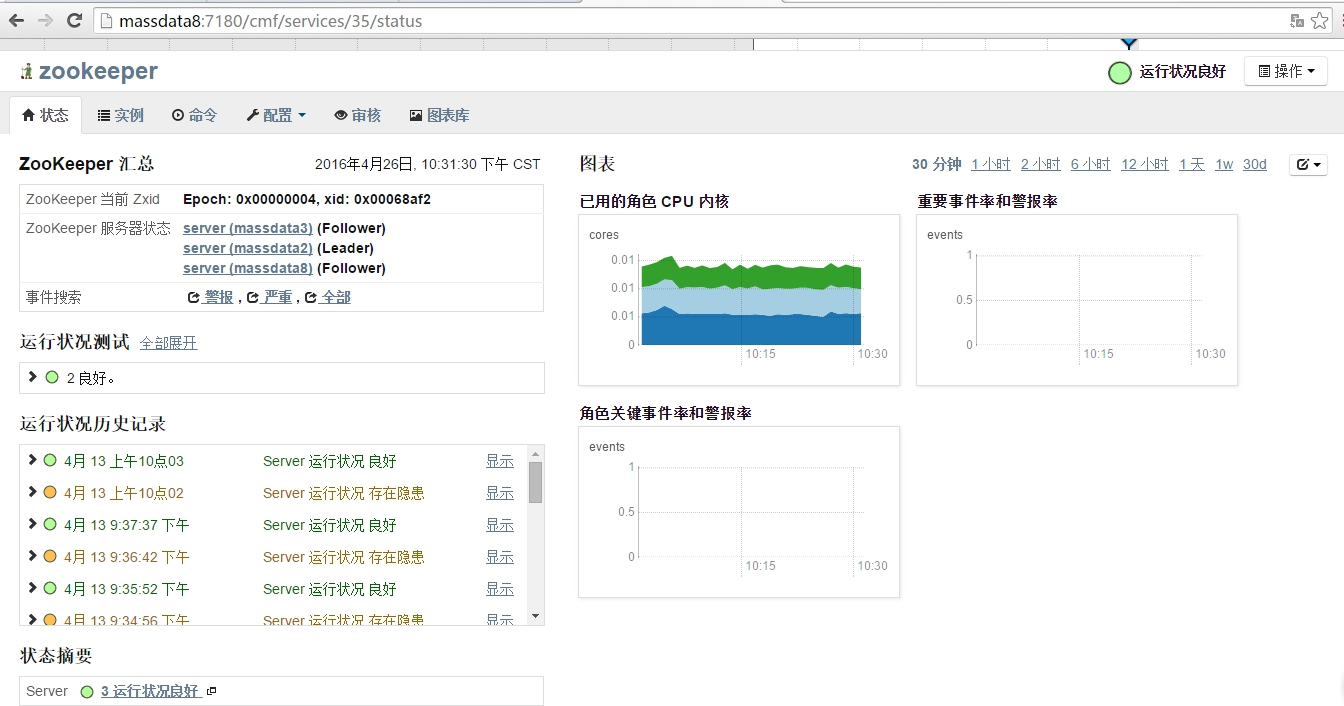 massdata8:7180/cmf/services/35/status
zookeeper
运行状况良好
操作
状态 实例 命令 配置 审核 图表库
ZooKeeper 汇总 2016年4月26日, 10:31:30 下午 CST
ZooKeeper 当前 Zxid Epoch: 0x00000004, xid: 0x00068af2
ZooKeeper 服务器状态 server (massdata3) (Follower)
server (massdata2) (Leader)
server (massdata8) (Follower)
事件搜索 警报 , 严重 , 全部
运行状况测试 全部展开
2 良好。
运行状况历史记录
4月 13 上午10点03 Server 运行状况 良好 显示
4月 13 上午10点02 Server 运行状况 存在隐患 显示
4月 13 9:37:37 下午 Server 运行状况 良好 显示
4月 13 9:36:42 下午 Server 运行状况 存在隐患 显示
4月 13 9:35:52 下午 Server 运行状况 良好 显示
4月 13 9:34:56 下午 Server 运行状况 存在隐患 显示
状态摘要
Server 3 运行状况良好
图表 30 分钟 1 小时 2 小时 6 小时 12 小时 1 天 1w 30d
已用的角色 CPU 内核
cores
0.01
0.01
0.01
0
10:15 10:30
重要事件率和警报率
events
1
0.5
0
10:15 10:30
角色关键事件率和警报率
events
1
0.5
0
10:15 10:30